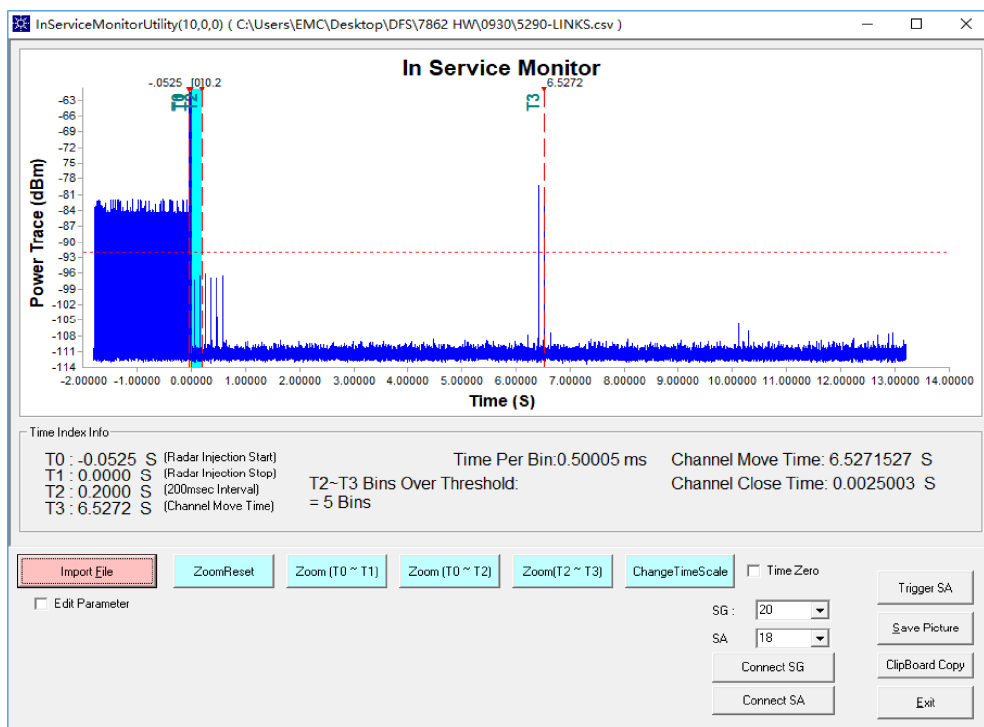 InServiceMonitorUtility(10,0,0) ( C:\Users\EMC\Desktop\DFS\7862 HW\0930\5290-LINKS.csv )
In Service Monitor
-.0525 [0]0.2 6.5272
T3
Power Trace (dBm)
-63
-66
-69
-72
-75
-78
-81
-84
-87
-90
-93
-96
-99
-102
-105
-108
-111
-114
-2.00000 -1.00000 0.00000 1.00000 2.00000 3.00000 4.00000 5.00000 6.00000 7.00000 8.00000 9.00000 10.00000 11.00000 12.00000 13.00000 14.00000
Time (S)
Time Index Info
T0 : -0.0525 S (Radar Injection Start)
T1 : 0.0000 S (Radar Injection Stop)
T2 : 0.2000 S (200msec Interval)
T3 : 6.5272 S (Channel Move Time)
Time Per Bin:0.50005 ms
T2~T3 Bins Over Threshold:
= 5 Bins
Channel Move Time: 6.5271527 S
Channel Close Time: 0.0025003 S
Import File
ZoomReset
Zoom (T0 ~ T1)
Zoom (T0 ~ T2)
Zoom(T2 ~ T3)
ChangeTimeScale
Time Zero
Trigger SA
Edit Parameter
SG : 20
Save Picture
SA 18
Connect SG
ClipBoard Copy
Connect SA
Exit